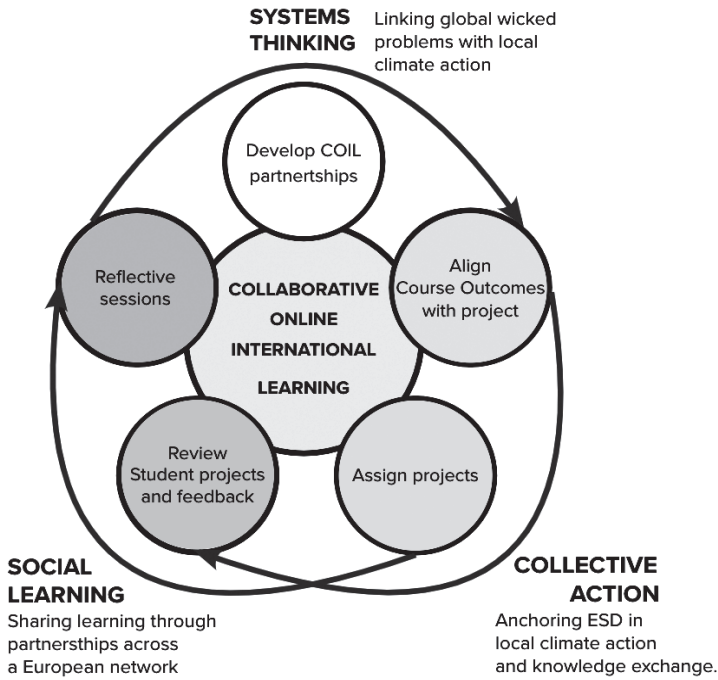 SYSTEMS
THINKING
Linking global wicked
problems with local
climate action
Develop COIL
partnertships
Align
Course Outcomes
with project
Reflective
sessions
COLLABORATIVE
ONLINE
INTERNATIONAL
LEARNING
Review
Student projects
and feedback
Assign projects
SOCIAL
LEARNING
Sharing learning through
partnersthips across
a European network
COLLECTIVE
ACTION
Anchoring ESD in
local climate action
and knowledge exchange.